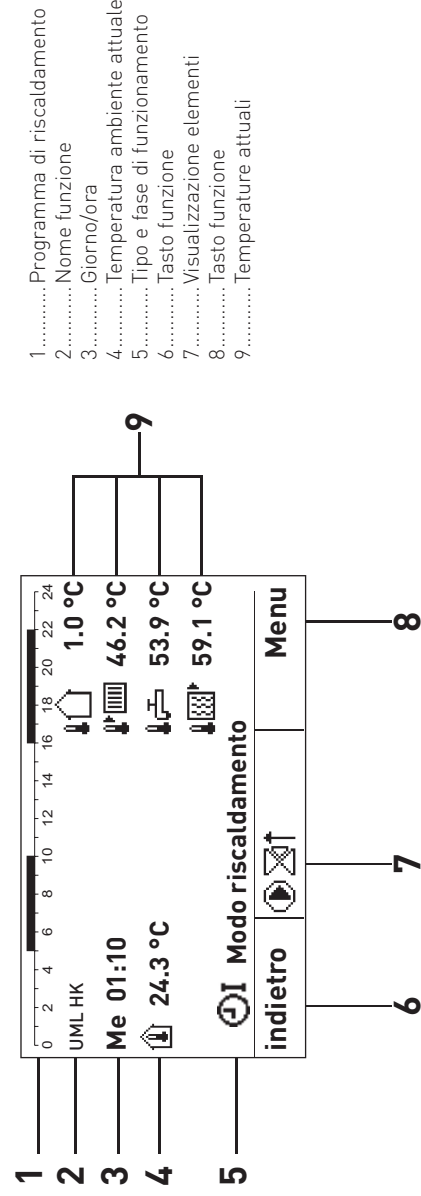 1............ Programma di riscaldamento
2............ Nome funzione
3............ Giorno/ora
4............ Temperatura ambiente attuale
5............ Tipo e fase di funzionamento
6............ Tasto funzione
7............ Visualizzazione elementi
8............ Tasto funzione
9............ Temperature attuali
1
0 2 4 6 8 10 12 14 16 18 20 22 24
2
UML HK
1.0 °C
3
Me 01:10
46.2 °C
9
4
24.3 °C
53.9 °C
59.1 °C
5
I Modo riscaldamento
indietro
Menu
6
7
8